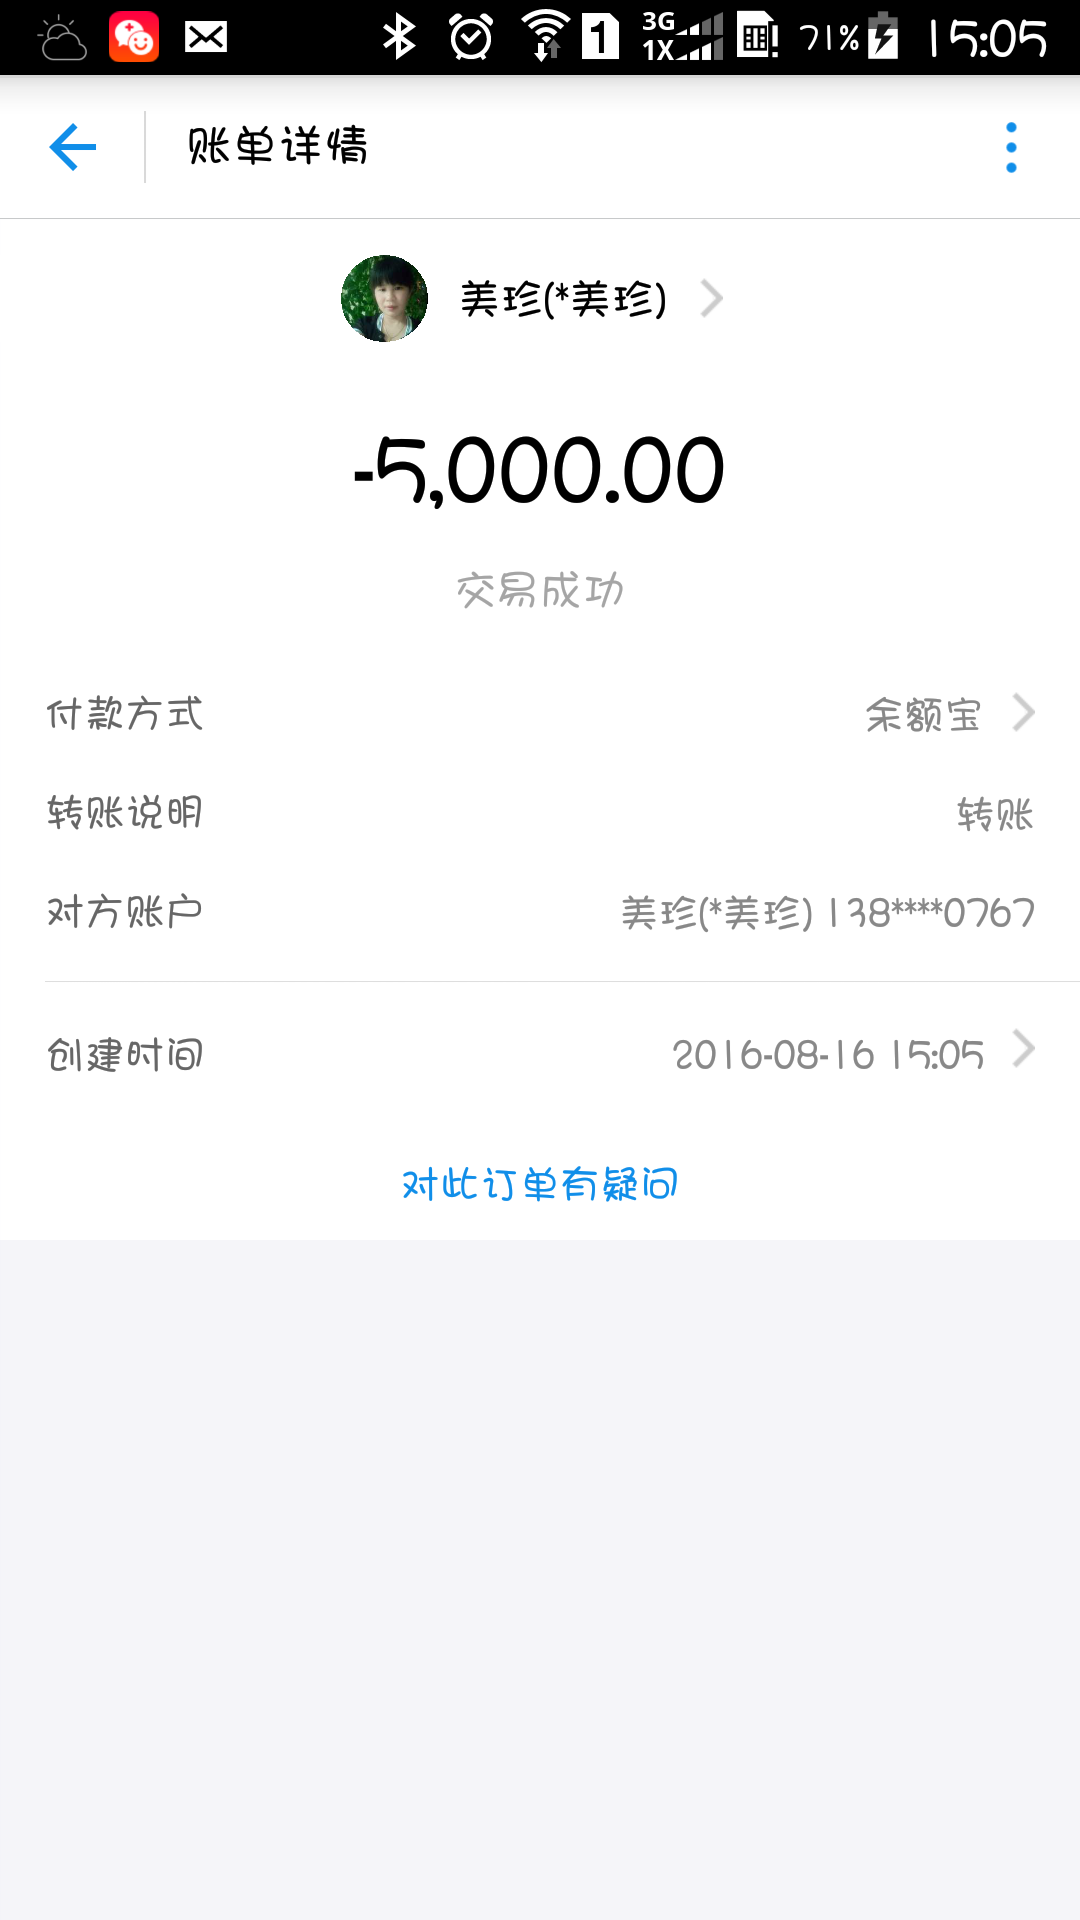 1 3G 1X 71% 15:05
账单详情
美珍(*美珍)
-5,000.00
交易成功
付款方式 余额宝
转账说明 转账
对方账户 美珍(*美珍) 138****0767
创建时间 2016-08-16 15:05
对此订单有疑问